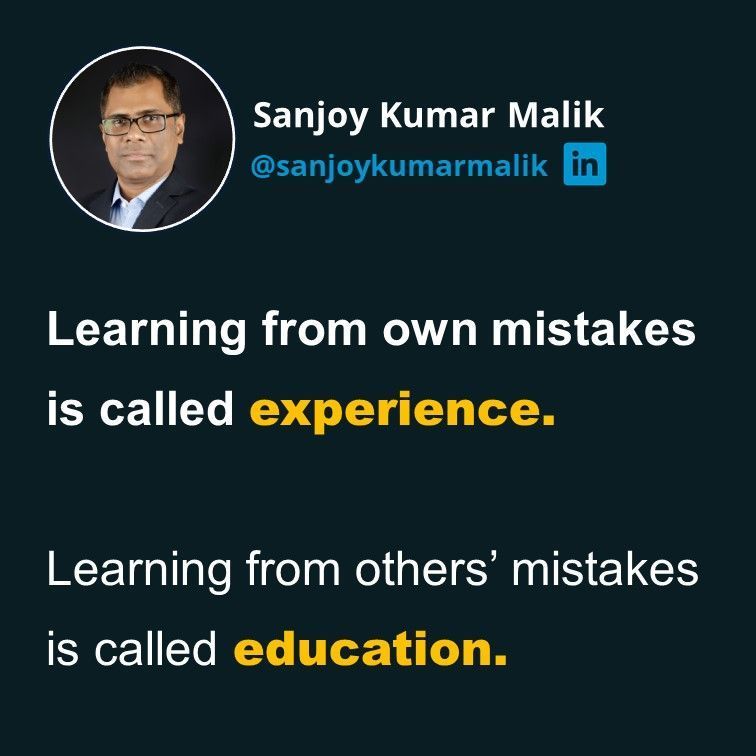 Sanjoy Kumar Malik
@sanjoykumarmalik in
Learning from own mistakes
is called experience.
Learning from others’ mistakes
is called education.